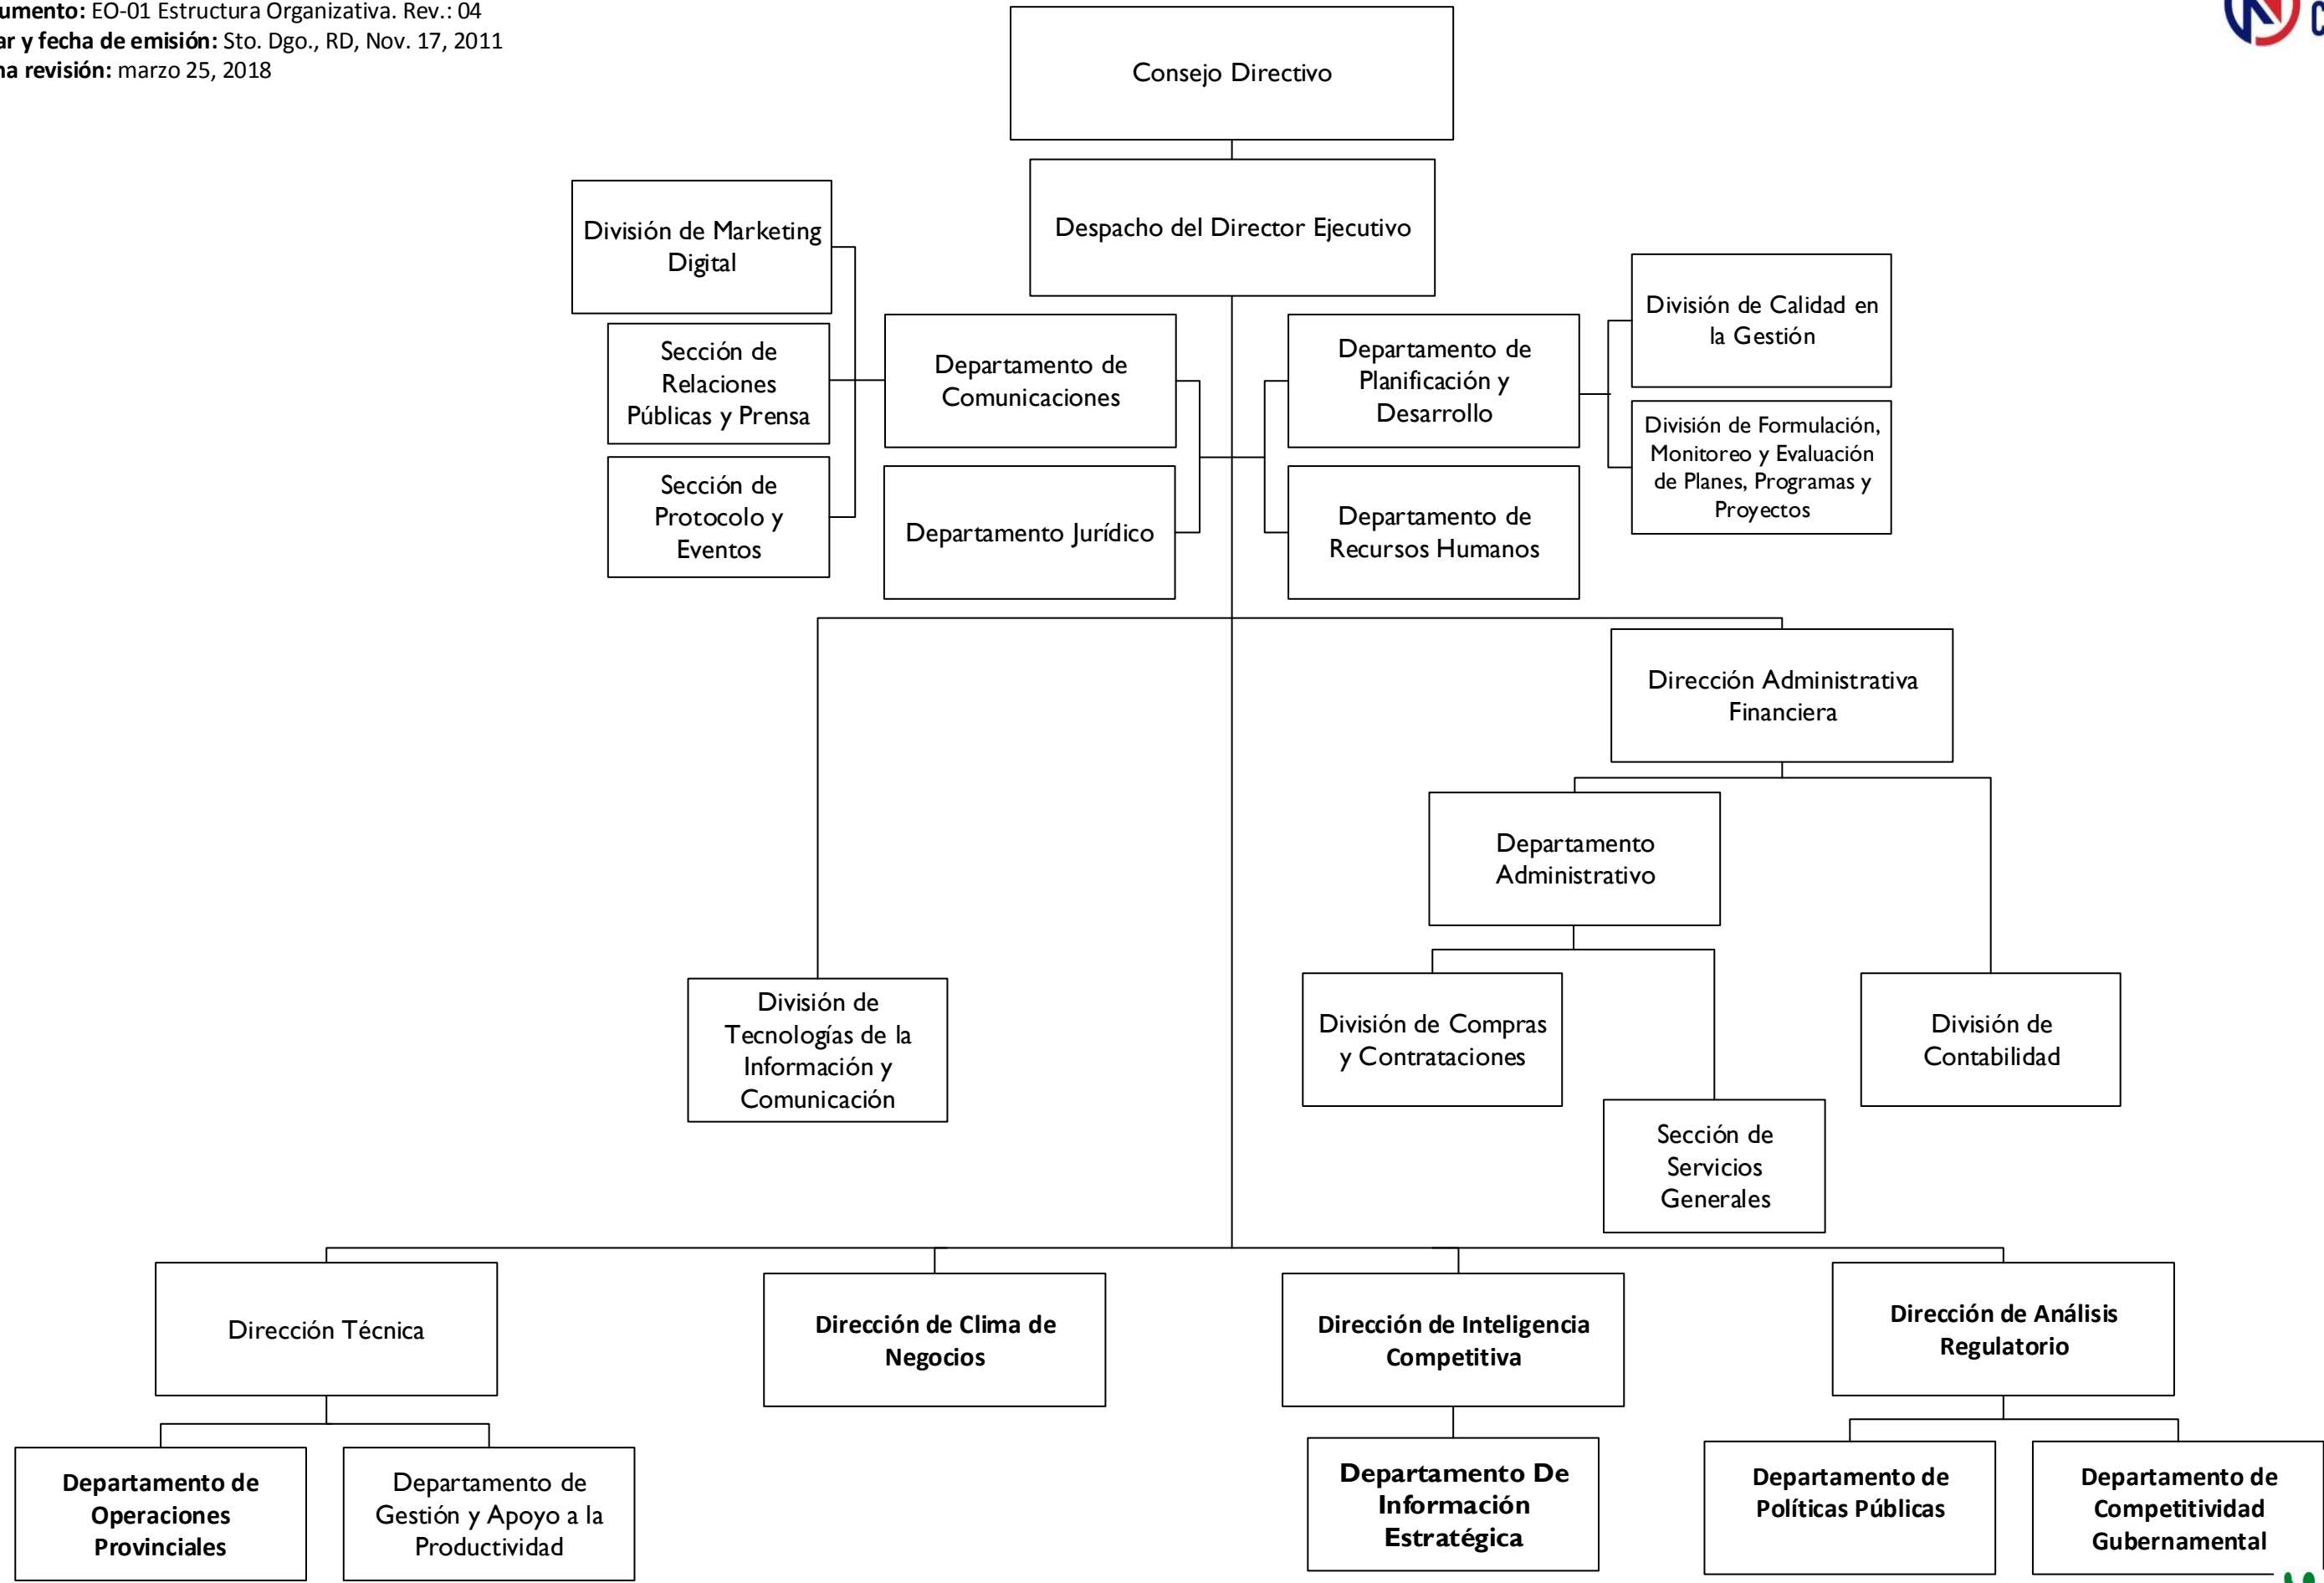 umento: EO-01 Estructura Organizativa. Rev.: 04
ar y fecha de emisión: Sto. Dgo., RD, Nov. 17, 2011
na revisión: marzo 25, 2018
Consejo Directivo
Despacho del Director Ejecutivo
División de Marketing
Digital
Sección de
Relaciones
Públicas y Prensa
Sección de
Protocolo y
Eventos
Departamento de
Comunicaciones
Departamento Jurídico
Departamento de
Planificación y
Desarrollo
Departamento de
Recursos Humanos
División de Calidad en
la Gestión
División de Formulación,
Monitoreo y Evaluación
de Planes, Programas y
Proyectos
Dirección Administrativa
Financiera
Departamento
Administrativo
División de
Tecnologías de la
Información y
Comunicación
División de Compras
y Contrataciones
División de
Contabilidad
Sección de
Servicios
Generales
Dirección Técnica
Dirección de Clima de
Negocios
Dirección de Inteligencia
Competitiva
Dirección de Análisis
Regulatorio
Departamento de
Operaciones
Provinciales
Departamento de
Gestión y Apoyo a la
Productividad
Departamento De
Información
Estratégica
Departamento de
Políticas Públicas
Departamento de
Competitividad
Gubernamental